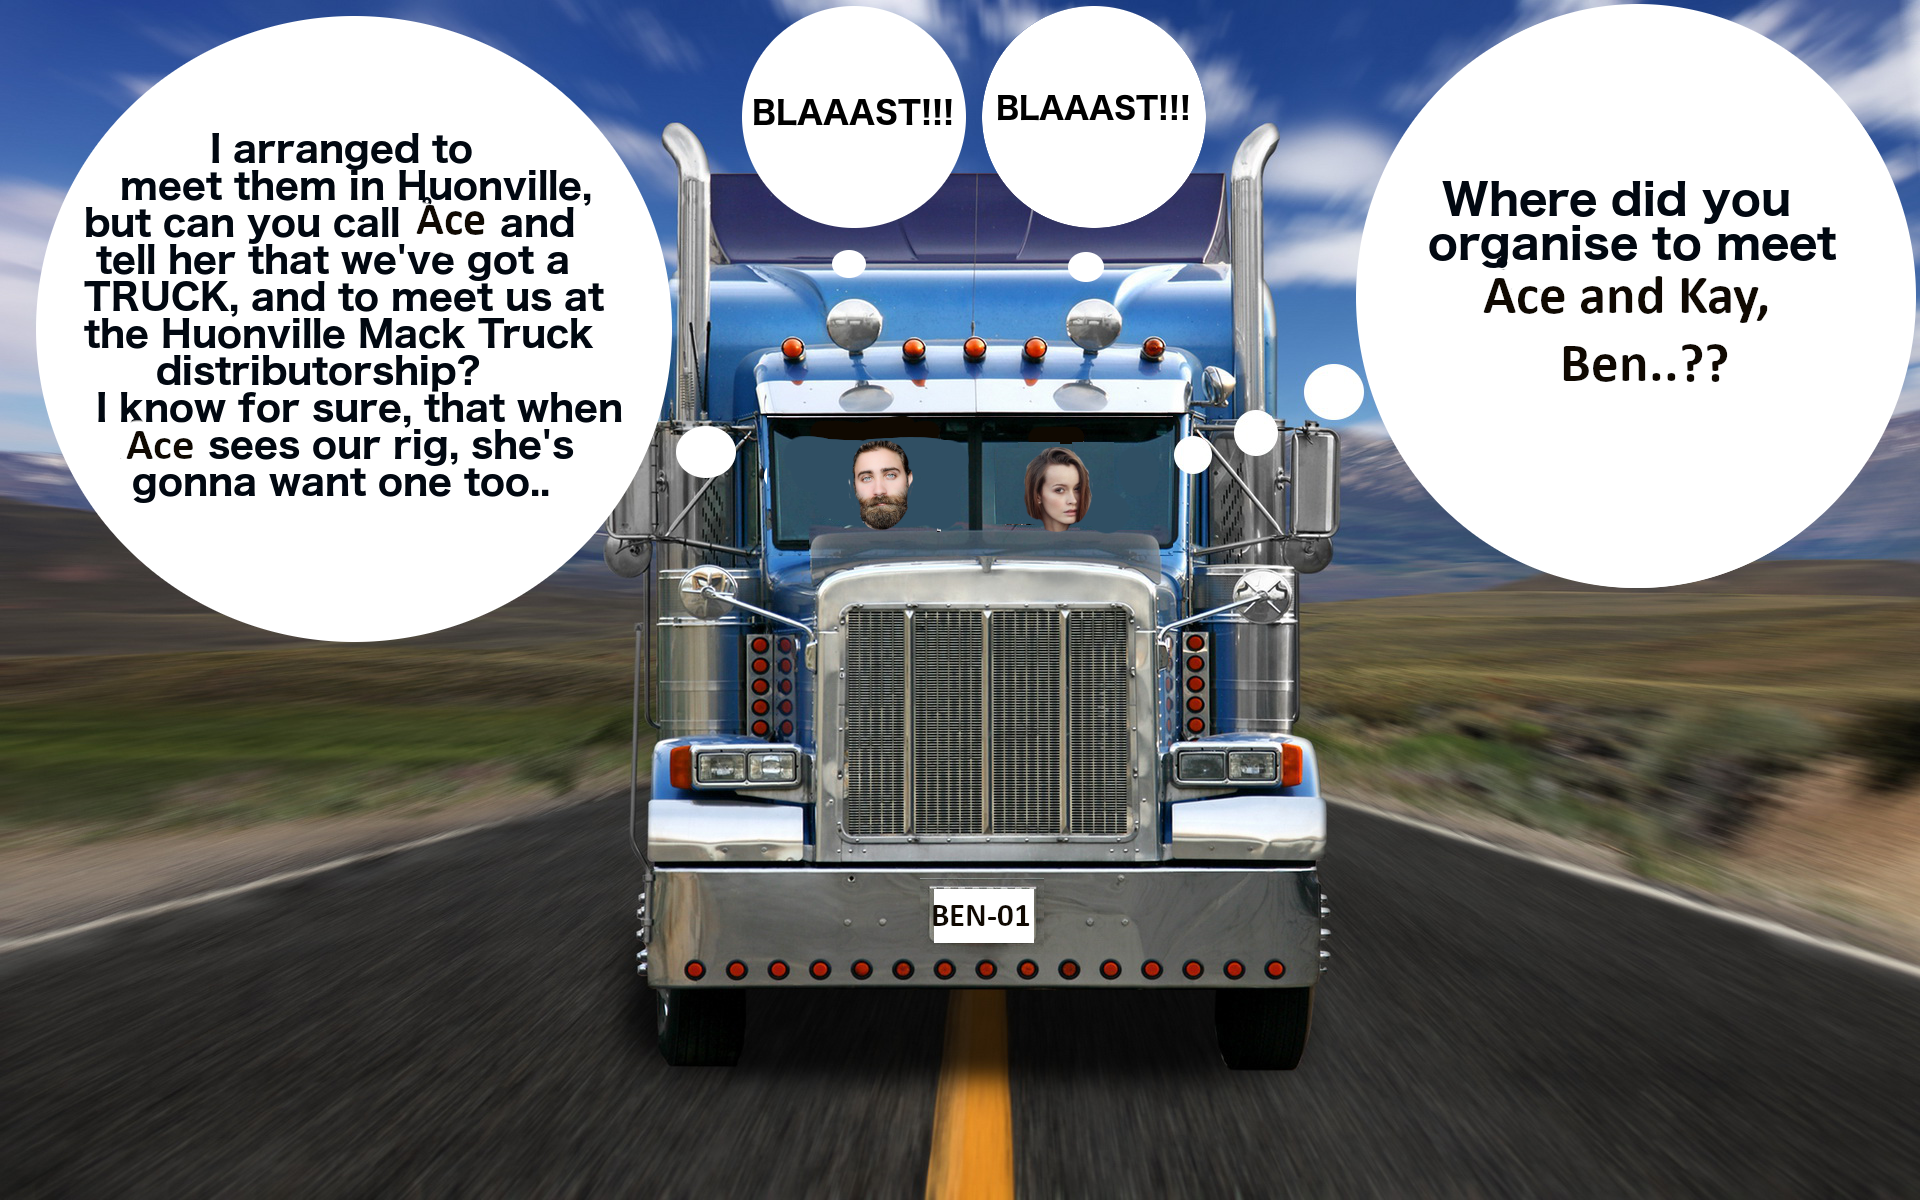 I arranged to
meet them in Huonville,
but can you call Ace and
tell her that we've got a
TRUCK, and to meet us at
the Huonville Mack Truck
distributorship?
I know for sure, that when
Ace sees our rig, she's
gonna want one too..
BLAAAST!!!
BLAAAST!!!
Where did you
organise to meet
Ace and Kay,
Ben..??
BEN-01